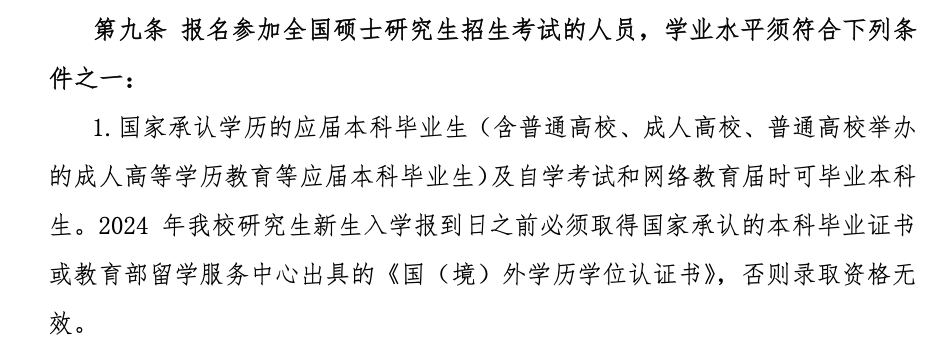 第九条 报名参加全国硕士研究生招生考试的人员，学业水平须符合下列条
件之一：
1.国家承认学历的应届本科毕业生（含普通高校、成人高校、普通高校举办
的成人高等学历教育等应届本科毕业生）及自学考试和网络教育届时可毕业本科
生。2024 年我校研究生新生入学报到日之前必须取得国家承认的本科毕业证书
或教育部留学服务中心出具的《国（境）外学历学位认证书》，否则录取资格无
效。